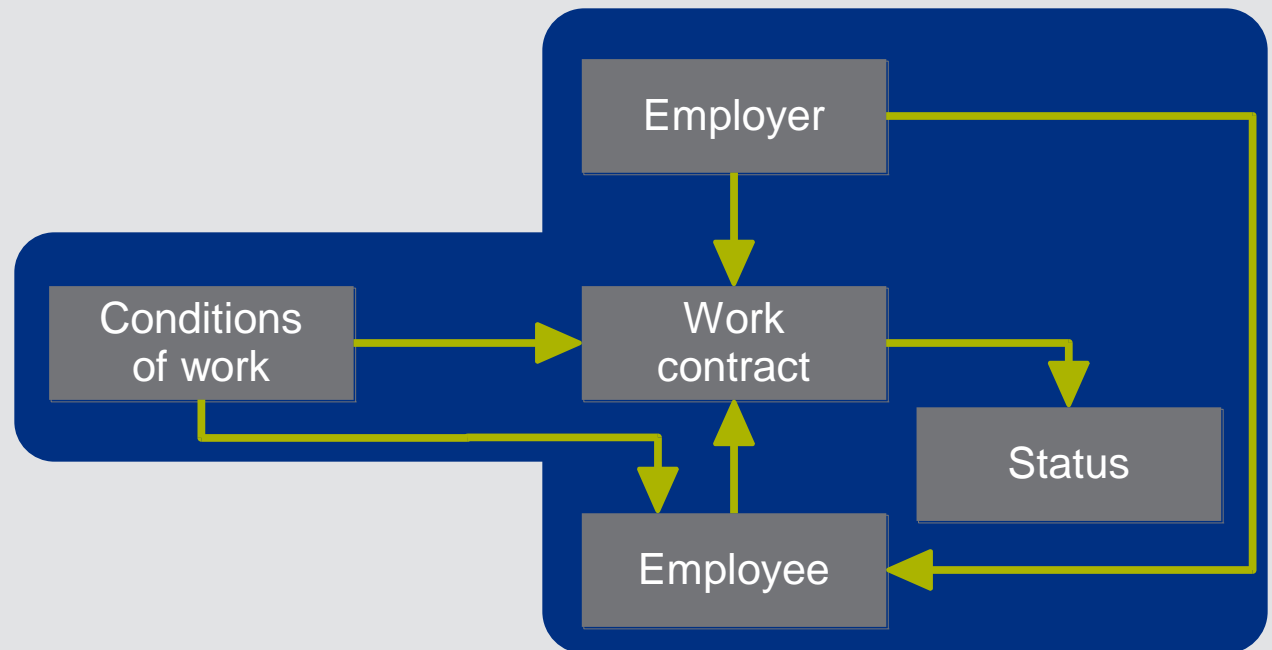 Employer
Conditions
of work
Work
contract
Status
Employee